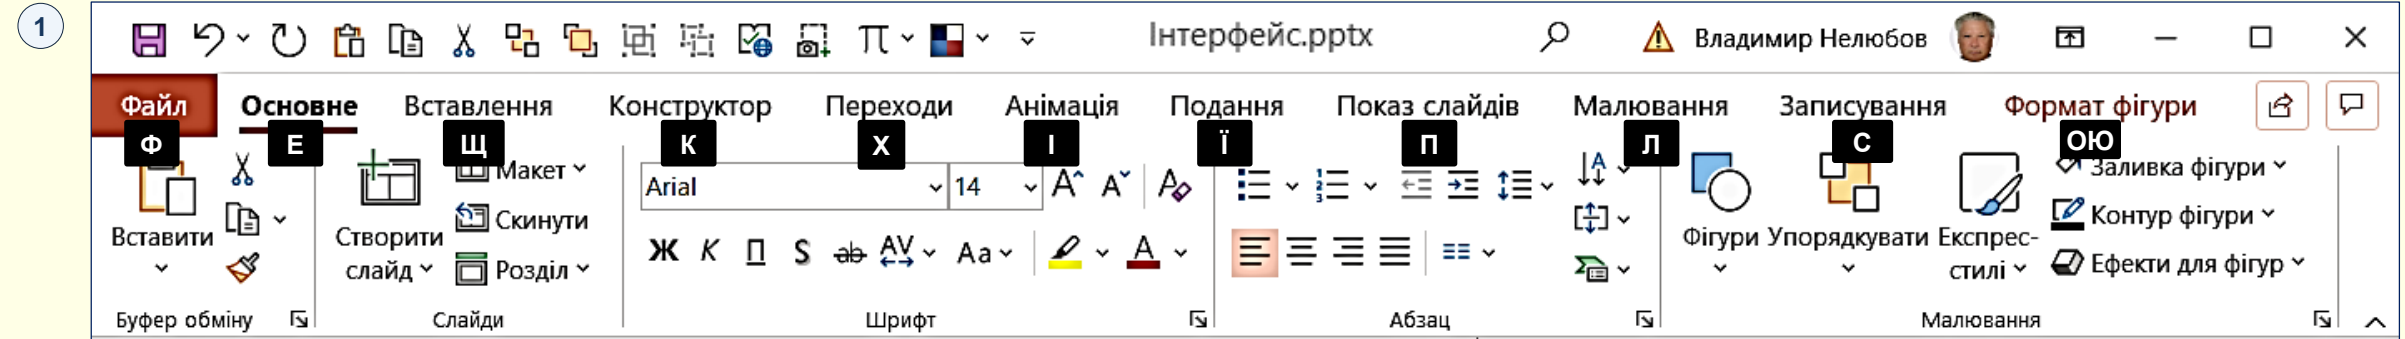 1
Інтерфейс.pptx
Владимир Нелюбов
Файл Основне Вставлення Конструктор Переходи Анімація Подання Показ слайдів Малювання Записування Формат фігури
Ф Е Щ К Х І Ї П Л С ОЮ
Вставити
Створити слайд
Макет
Скинути
Розділ
Arial 14
Ж К П S ab AV Aa A
Фігури Упорядкувати Експрес-
стилі
Заливка фігури
Контур фігури
Ефекти для фігур
Буфер обміну Слайди Шрифт Абзац Малювання